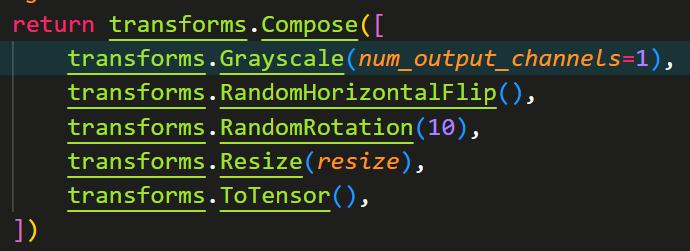 return transforms.Compose([
transforms.Grayscale(num_output_channels=1),
transforms.RandomHorizontalFlip(),
transforms.RandomRotation(10),
transforms.Resize(resize),
transforms.ToTensor(),
])